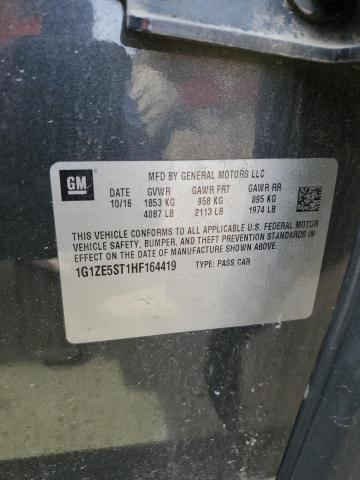 GM
MFD BY GENERAL MOTORS LLC
DATE GVWR GAWR FRT GAWR RR
10/16 1853 KG 958 KG 895 KG
4087 LB 2113 LB 1974 LB
THIS VEHICLE CONFORMS TO ALL APPLICABLE U.S. FEDERAL MOTOR
VEHICLE SAFETY, BUMPER, AND THEFT PREVENTION STANDARDS IN
EFFECT ON THE DATE OF MANUFACTURE SHOWN ABOVE.
1G1ZE5ST1HF164419 TYPE: PASS CAR